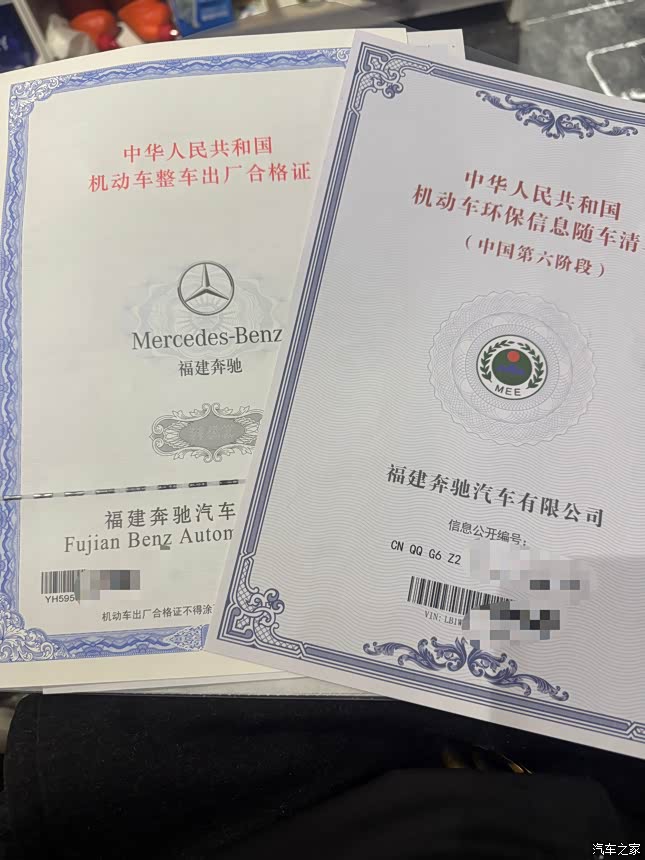 中华人民共和国
机动车整车出厂合格证
Mercedes-Benz
福建奔驰
福建奔驰汽车
Fujian Benz Autom
YH595
机动车出厂合格证不得涂
中华人民共和国
机动车环保信息随车清
（中国第六阶段）
MEE
福建奔驰汽车有限公司
信息公开编号：
CN QQ G6 Z2
VIN: LB1W
汽车之家